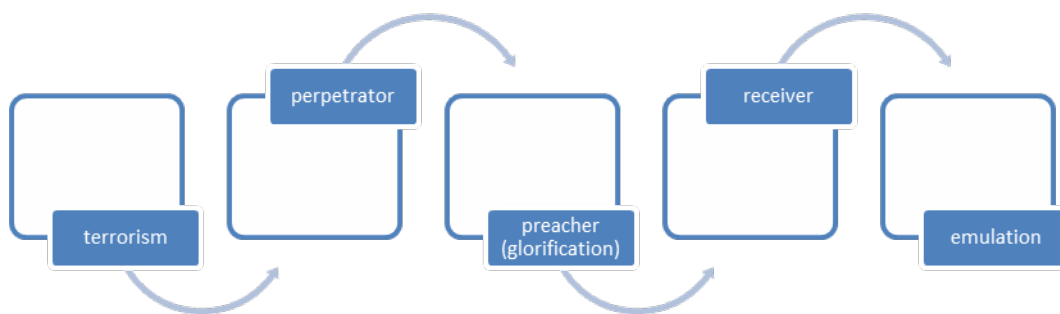 terrorism
perpetrator
preacher
(glorification)
receiver
emulation